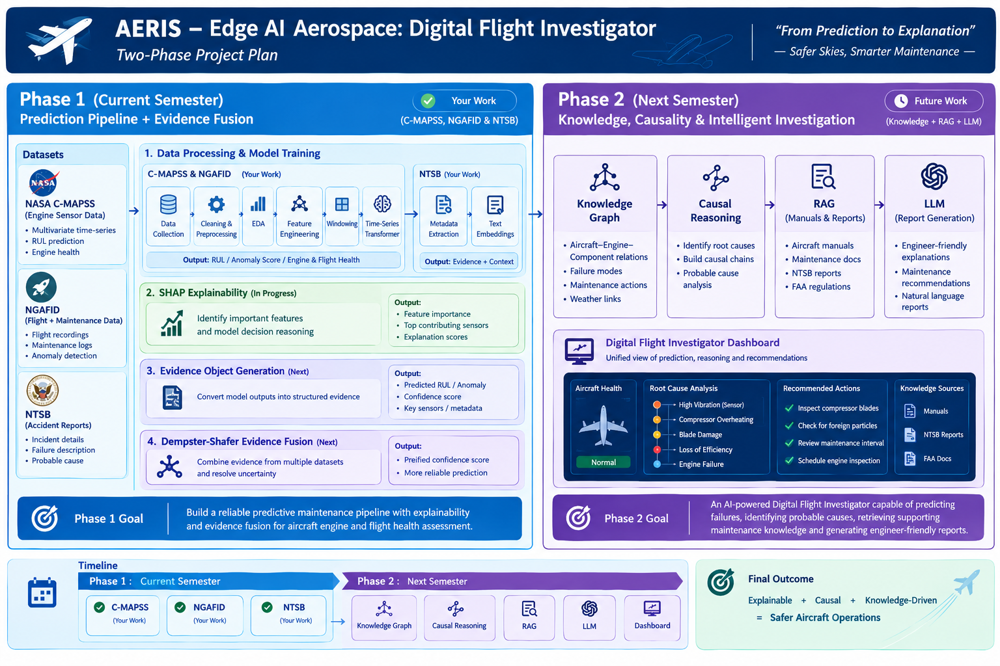 AERIS – Edge AI Aerospace: Digital Flight Investigator
Two-Phase Project Plan
“From Prediction to Explanation”
— Safer Skies, Smarter Maintenance —
Phase 1 (Current Semester)
Prediction Pipeline + Evidence Fusion
Your Work
(C-MAPSS, NGAFID & NTSB)
Datasets
NASA
NASA C-MAPSS
(Engine Sensor Data)
• Multivariate time-series
• RUL prediction
• Engine health
NGAFID
(Flight + Maintenance Data)
• Flight recordings
• Maintenance logs
• Anomaly detection
NTSB
(Accident Reports)
• Incident details
• Failure description
• Probable cause
1. Data Processing & Model Training
C-MAPSS & NGAFID (Your Work)
Data
Collection
Cleaning &
Preprocessing
EDA
Feature
Engineering
Windowing
Time-Series
Transformer
Output: RUL / Anomaly Score / Engine & Flight Health
NTSB (Your Work)
Metadata
Extraction
Text
Embeddings
Output: Evidence + Context
2. SHAP Explainability (In Progress)
Identify important features
and model decision reasoning
Output:
• Feature importance
• Top contributing sensors
• Explanation scores
3. Evidence Object Generation (Next)
Convert model outputs into structured evidence
Output:
• Predicted RUL / Anomaly
• Confidence score
• Key sensors / metadata
4. Dempster-Shafer Evidence Fusion (Next)
Combine evidence from multiple datasets
and resolve uncertainty
Output:
• Preified confidence score
• More reliable prediction
Phase 1 Goal
Build a reliable predictive maintenance pipeline with explainability
and evidence fusion for aircraft engine and flight health assessment.
Phase 2 (Next Semester)
Knowledge, Causality & Intelligent Investigation
Future Work
(Knowledge + RAG + LLM)
Knowledge
Graph
• Aircraft–Engine–
Component relations
• Failure modes
• Maintenance actions
• Weather links
Causal
Reasoning
• Identify root causes
• Build causal chains
• Probable cause
analysis
RAG
(Manuals & Reports)
• Aircraft manuals
• Maintenance docs
• NTSB reports
• FAA regulations
LLM
(Report Generation)
• Engineer-friendly
explanations
• Maintenance
recommendations
• Natural language
reports
Digital Flight Investigator Dashboard
Unified view of prediction, reasoning and recommendations
Aircraft Health
Normal
Root Cause Analysis
High Vibration (Sensor)
Compressor Overheating
Blade Damage
Loss of Efficiency
Engine Failure
Recommended Actions
Inspect compressor blades
Check for foreign particles
Review maintenance interval
Schedule engine inspection
Knowledge Sources
Manuals
NTSB Reports
FAA Docs
Phase 2 Goal
An AI-powered Digital Flight Investigator capable of predicting
failures, identifying probable causes, retrieving supporting
maintenance knowledge and generating engineer-friendly reports.
Timeline
Phase 1 : Current Semester
C-MAPSS
(Your Work)
NGAFID
(Your Work)
NTSB
(Your Work)
Phase 2 : Next Semester
Knowledge Graph
Causal Reasoning
RAG
LLM
Dashboard
Final Outcome
Explainable + Causal + Knowledge-Driven
= Safer Aircraft Operations